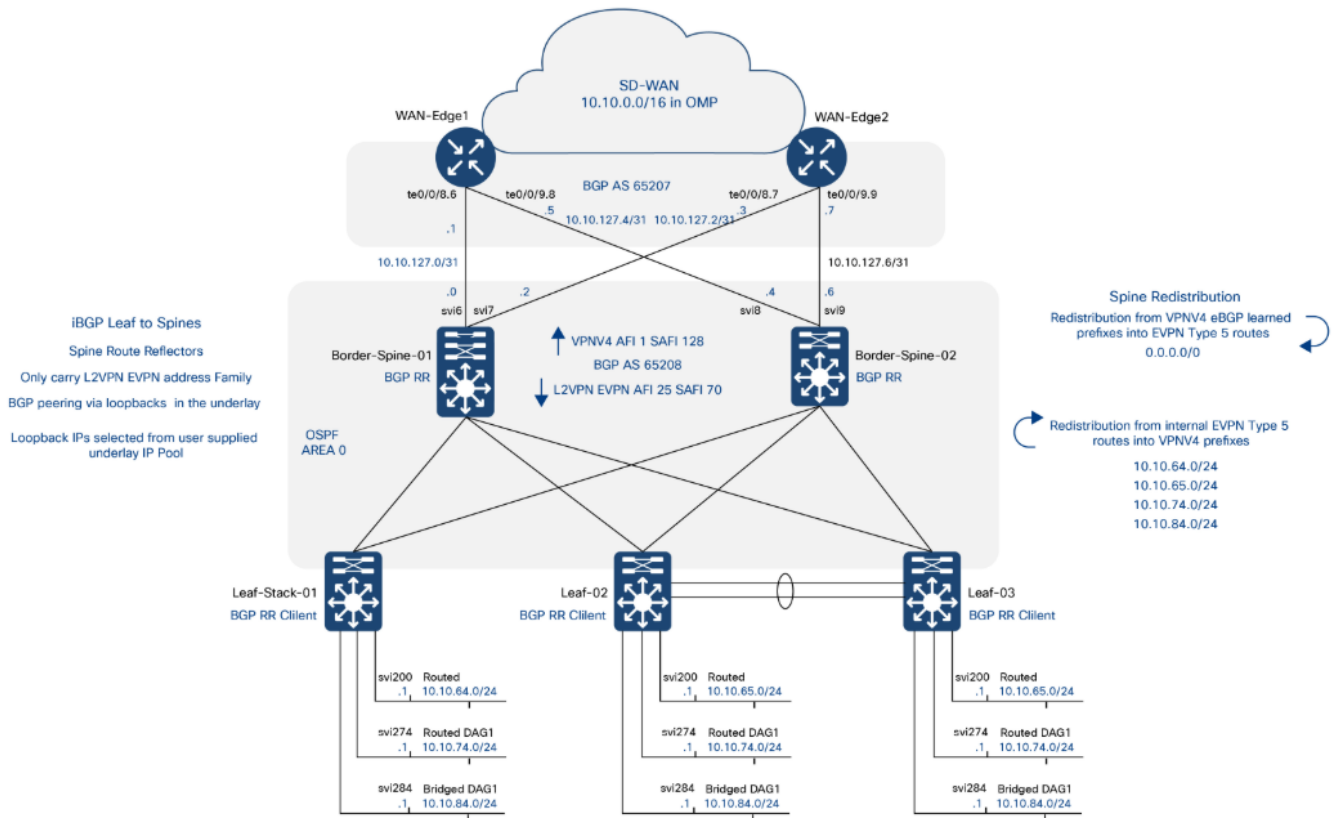 SD-WAN
10.10.0.0/16 in OMP
WAN-Edge1
WAN-Edge2
BGP AS 65207
te0/0/8.6
te0/0/9.8
te0/0/8.7
te0/0/9.9
.5
.3
.7
10.10.127.4/31
10.10.127.2/31
.1
10.10.127.0/31
10.10.127.6/31
.0
.2
.4
.6
svi6
svi7
svi8
svi9
iBGP Leaf to Spines
Spine Route Reflectors
Only carry L2VPN EVPN address Family
BGP peering via loopbacks in the underlay
Loopback IPs selected from user supplied
underlay IP Pool
Border-Spine-01
BGP RR
VPNV4 AFI 1 SAFI 128
BGP AS 65208
L2VPN EVPN AFI 25 SAFI 70
Border-Spine-02
BGP RR
OSPF
AREA 0
Spine Redistribution
Redistribution from VPNV4 eBGP learned
prefixes into EVPN Type 5 routes
0.0.0.0/0
Redistribution from internal EVPN Type 5
routes into VPNV4 prefixes
10.10.64.0/24
10.10.65.0/24
10.10.74.0/24
10.10.84.0/24
Leaf-Stack-01
BGP RR Clilent
Leaf-02
BGP RR Clilent
Leaf-03
BGP RR Clilent
svi200 Routed
.1 10.10.64.0/24
svi274 Routed DAG1
.1 10.10.74.0/24
svi284 Bridged DAG1
.1 10.10.84.0/24
svi200 Routed
.1 10.10.65.0/24
svi274 Routed DAG1
.1 10.10.74.0/24
svi284 Bridged DAG1
.1 10.10.84.0/24
svi200 Routed
.1 10.10.65.0/24
svi274 Routed DAG1
.1 10.10.74.0/24
svi284 Bridged DAG1
.1 10.10.84.0/24